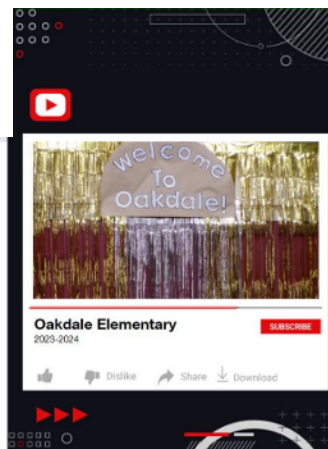 Welcome
To
Oakdale!
Oakdale Elementary
SUBSCRIBE
2023-2024
Dislike
Share
Download